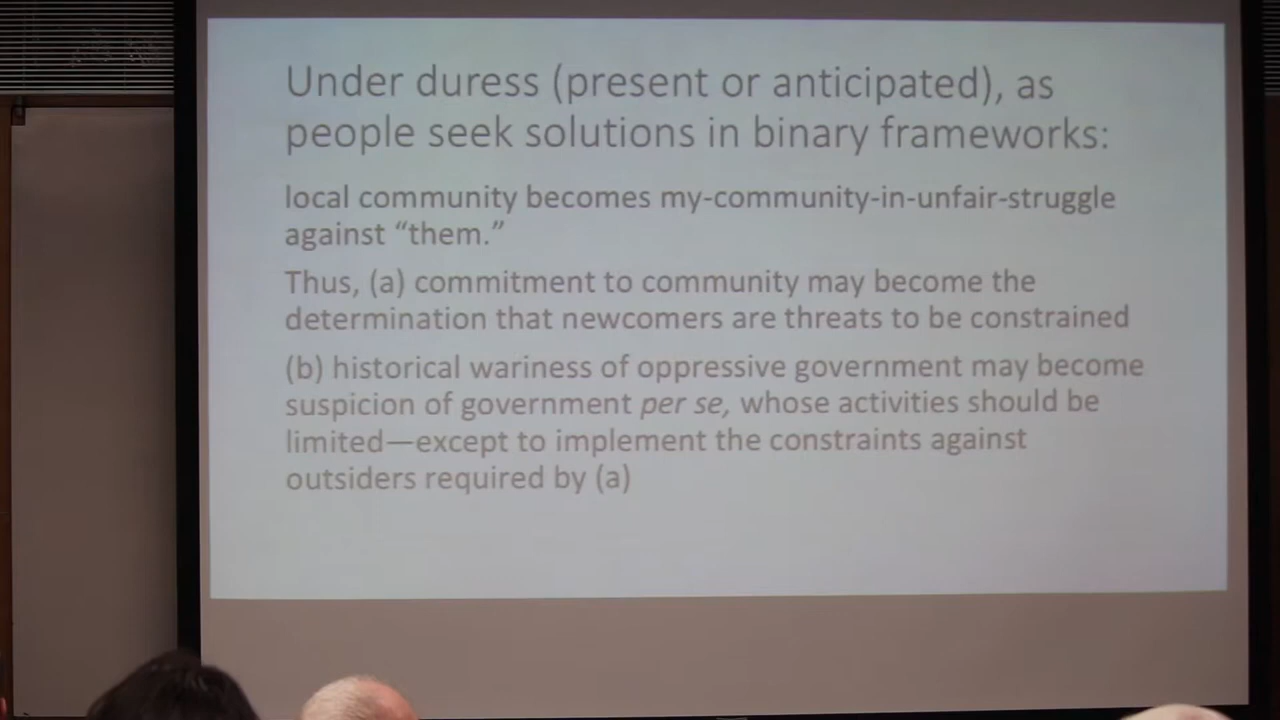 Under duress (present or anticipated), as
people seek solutions in binary frameworks:
local community becomes my-community-in-unfair-struggle
against “them.”
Thus, (a) commitment to community may become the
determination that newcomers are threats to be constrained
(b) historical wariness of oppressive government may become
suspicion of government per se, whose activities should be
limited—except to implement the constraints against
outsiders required by (a)